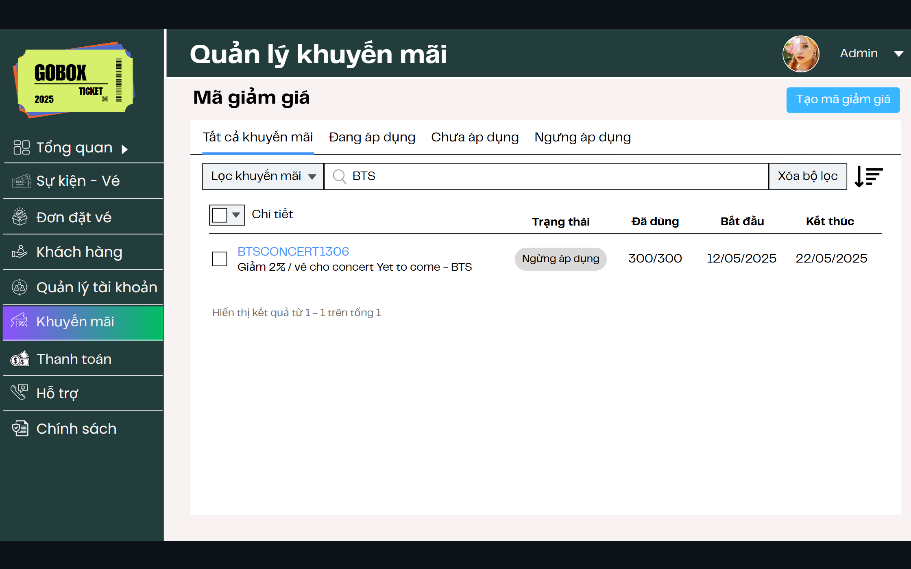 GOBOX
TICKET
2025
Tổng quan
Sự kiện - Vé
Đơn đặt vé
Khách hàng
Quản lý tài khoản
Khuyến mãi
Thanh toán
Hỗ trợ
Chính sách
Quản lý khuyến mãi
Admin
Mã giảm giá
Tạo mã giảm giá
Tất cả khuyến mãi Đang áp dụng Chưa áp dụng Ngưng áp dụng
Lọc khuyến mãi BTS Xóa bộ lọc
Chi tiết Trạng thái Đã dùng Bắt đầu Kết thúc
BTSCONCERT1306
Giảm 2% / vé cho concert Yet to come - BTS
Ngừng áp dụng 300/300 12/05/2025 22/05/2025
Hiển thị kết quả từ 1 - 1 trên tổng 1